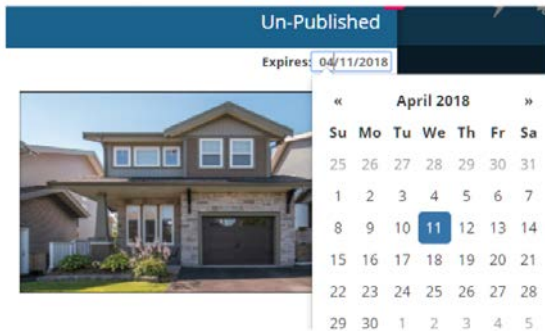 Un-Published
Expires: 04/11/2018
« April 2018 »
Su Mo Tu We Th Fr Sa
25 26 27 28 29 30 31
1 2 3 4 5 6 7
8 9 10 11 12 13 14
15 16 17 18 19 20 21
22 23 24 25 26 27 28
29 30 1 2 3 4 5